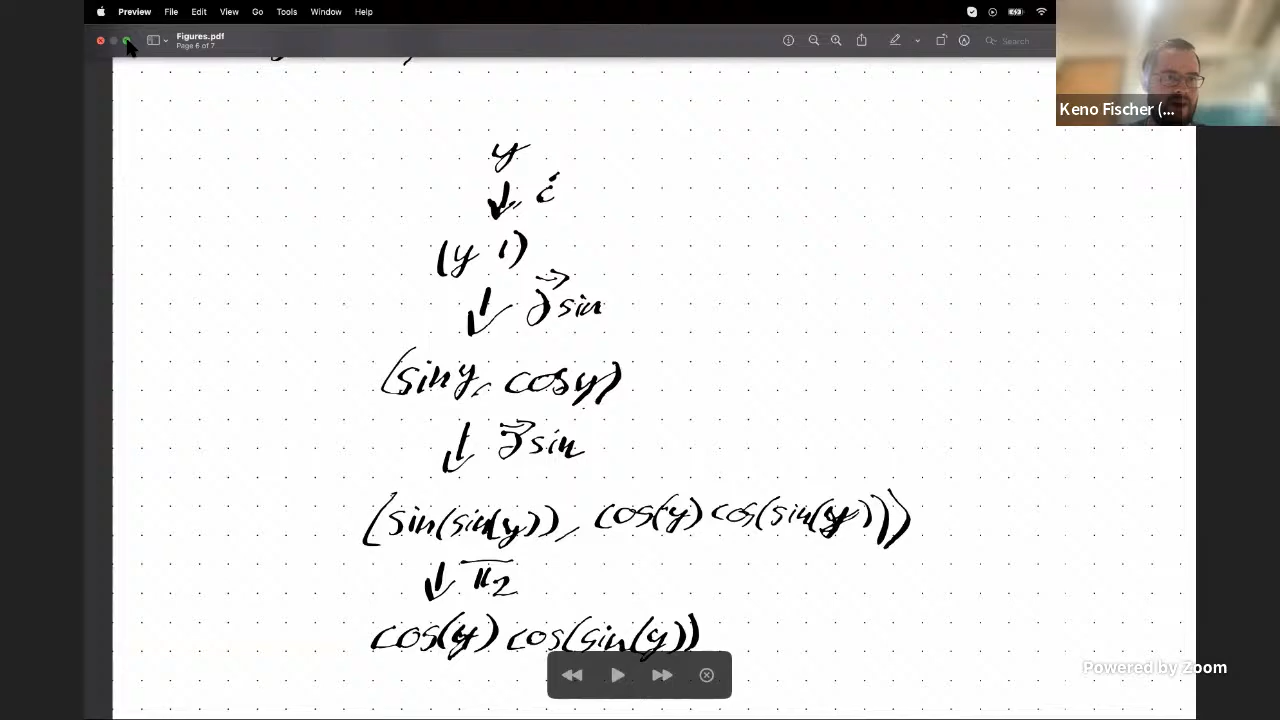 Preview File Edit View Go Tools Window Help
Figures.pdf
Page 6 of 7
Search
Keno Fischer (...
y
↓ i
(y 1)
↓ ∂⃗ sin
(sin y, cos y)
↓ ∂⃗ sin
(sin(sin(y)), cos(y) cos(sin(y)))
↓ π₂
cos(y) cos(sin(y))
Powered by Zoom